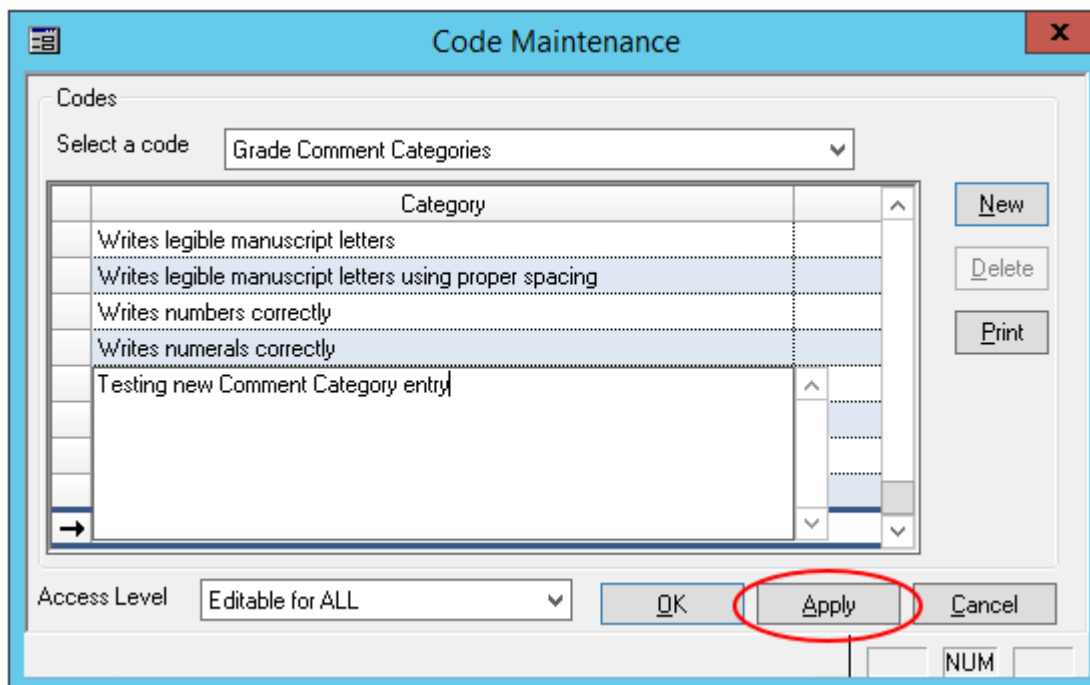 Code Maintenance
x
Codes
Select a code Grade Comment Categories
Category
New
Writes legible manuscript letters
Writes legible manuscript letters using proper spacing
Delete
Writes numbers correctly
Print
Writes numerals correctly
Testing new Comment Category entry
Access Level Editable for ALL OK Apply Cancel
NUM